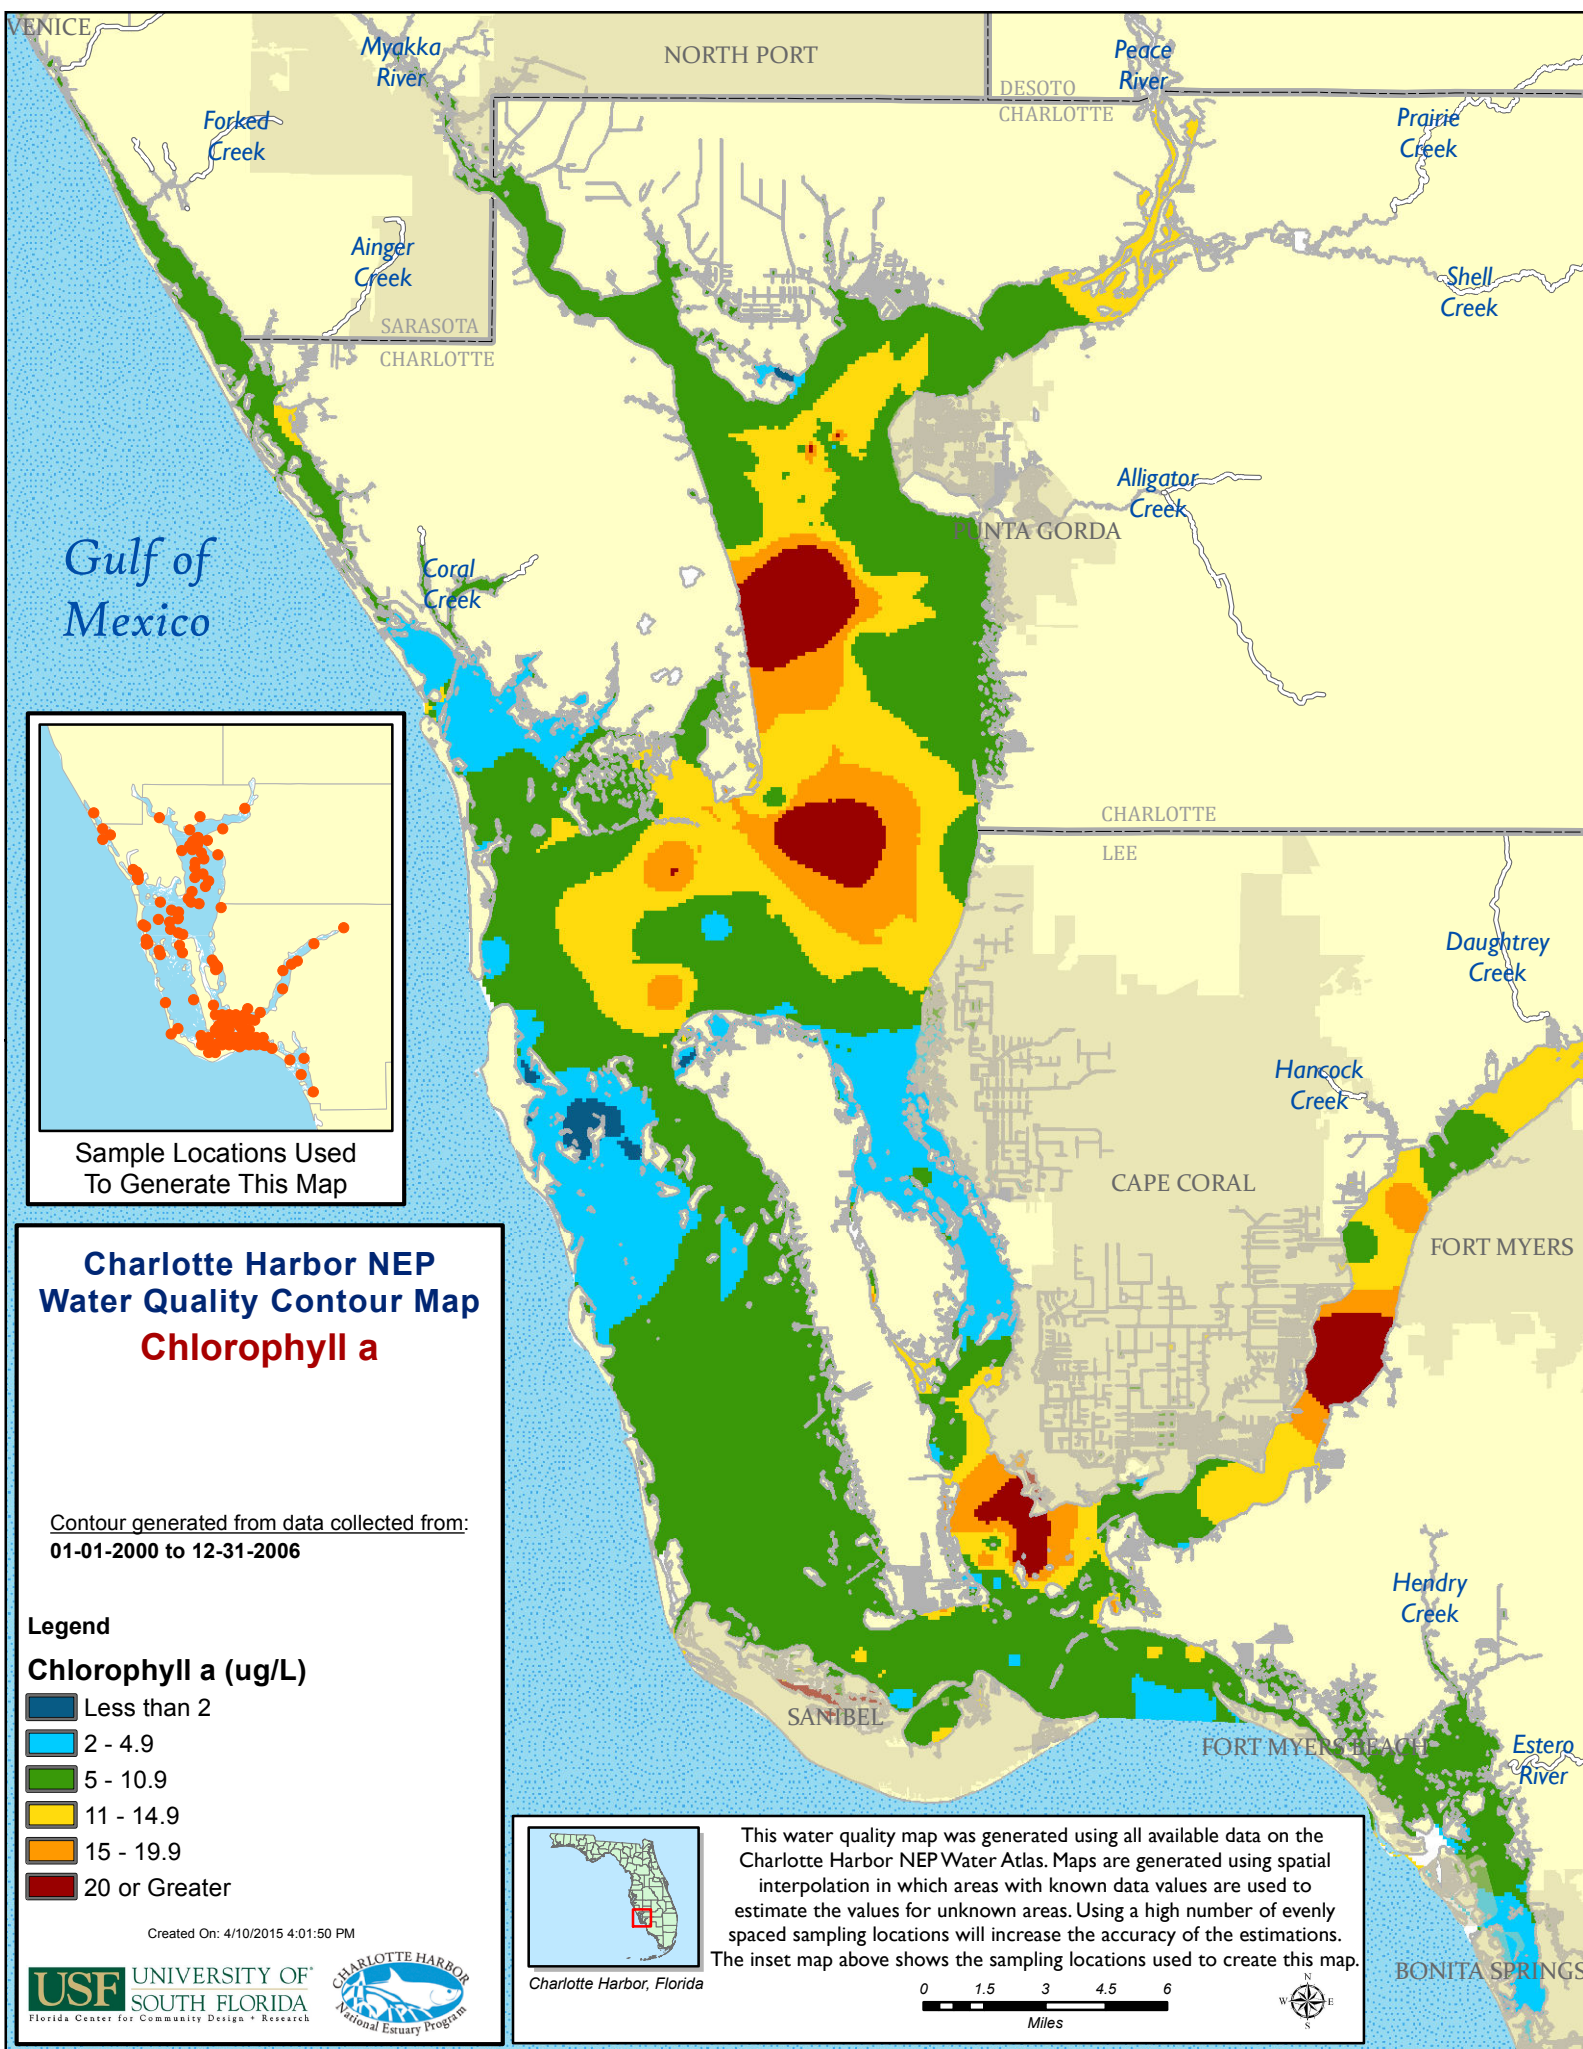 VENICE
Myakka
River
NORTH PORT
Peace
River
DESOTO
CHARLOTTE
Forked
Creek
Prairie
Creek
Ainger
Creek
Shell
Creek
SARASOTA
CHARLOTTE
Alligator
Creek
PUNTA GORDA
Gulf of
Mexico
Coral
Creek
CHARLOTTE
LEE
Daughtrey
Creek
Hancock
Creek
CAPE CORAL
FORT MYERS
Sample Locations Used
To Generate This Map
Charlotte Harbor NEP
Water Quality Contour Map
Chlorophyll a
Contour generated from data collected from:
01-01-2000 to 12-31-2006
Legend
Chlorophyll a (ug/L)
Less than 2
2 - 4.9
5 - 10.9
11 - 14.9
15 - 19.9
20 or Greater
Created On: 4/10/2015 4:01:50 PM
USF UNIVERSITY OF
SOUTH FLORIDA
Florida Center for Community Design + Research
CHARLOTTE HARBOR
National Estuary Program
Hendry
Creek
SANIBEL
FORT MYERS BEACH
Estero
River
BONITA SPRINGS
Charlotte Harbor, Florida
This water quality map was generated using all available data on the
Charlotte Harbor NEP Water Atlas. Maps are generated using spatial
interpolation in which areas with known data values are used to
estimate the values for unknown areas. Using a high number of evenly
spaced sampling locations will increase the accuracy of the estimations.
The inset map above shows the sampling locations used to create this map.
0 1.5 3 4.5 6
Miles
N
W E
S